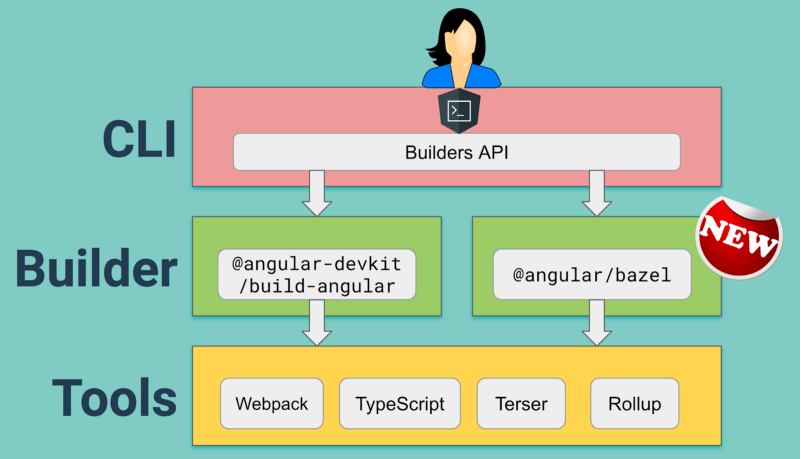 CLI
>_
Builders API
Builder
@angular-devkit
/build-angular
@angular/bazel
NEW
Tools
Webpack
TypeScript
Terser
Rollup